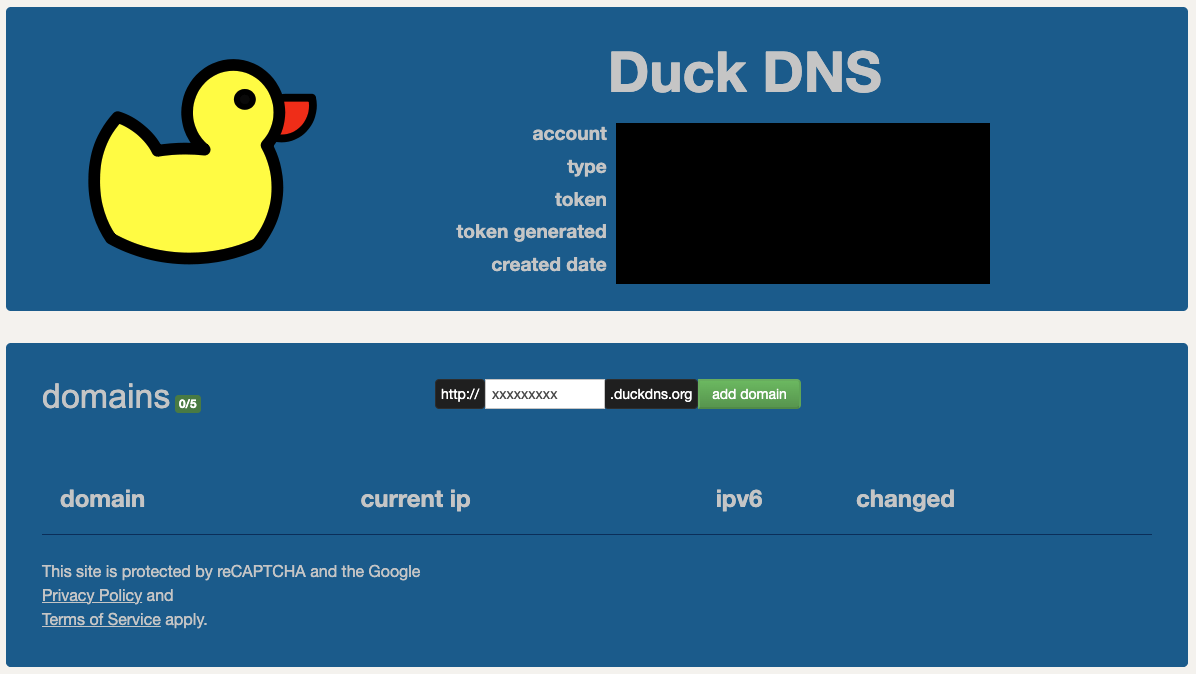 Duck DNS
account
type
token
token generated
created date
domains 0/5
http:// xxxxxxxxx .duckdns.org add domain
domain current ip ipv6 changed
This site is protected by reCAPTCHA and the Google
Privacy Policy and
Terms of Service apply.